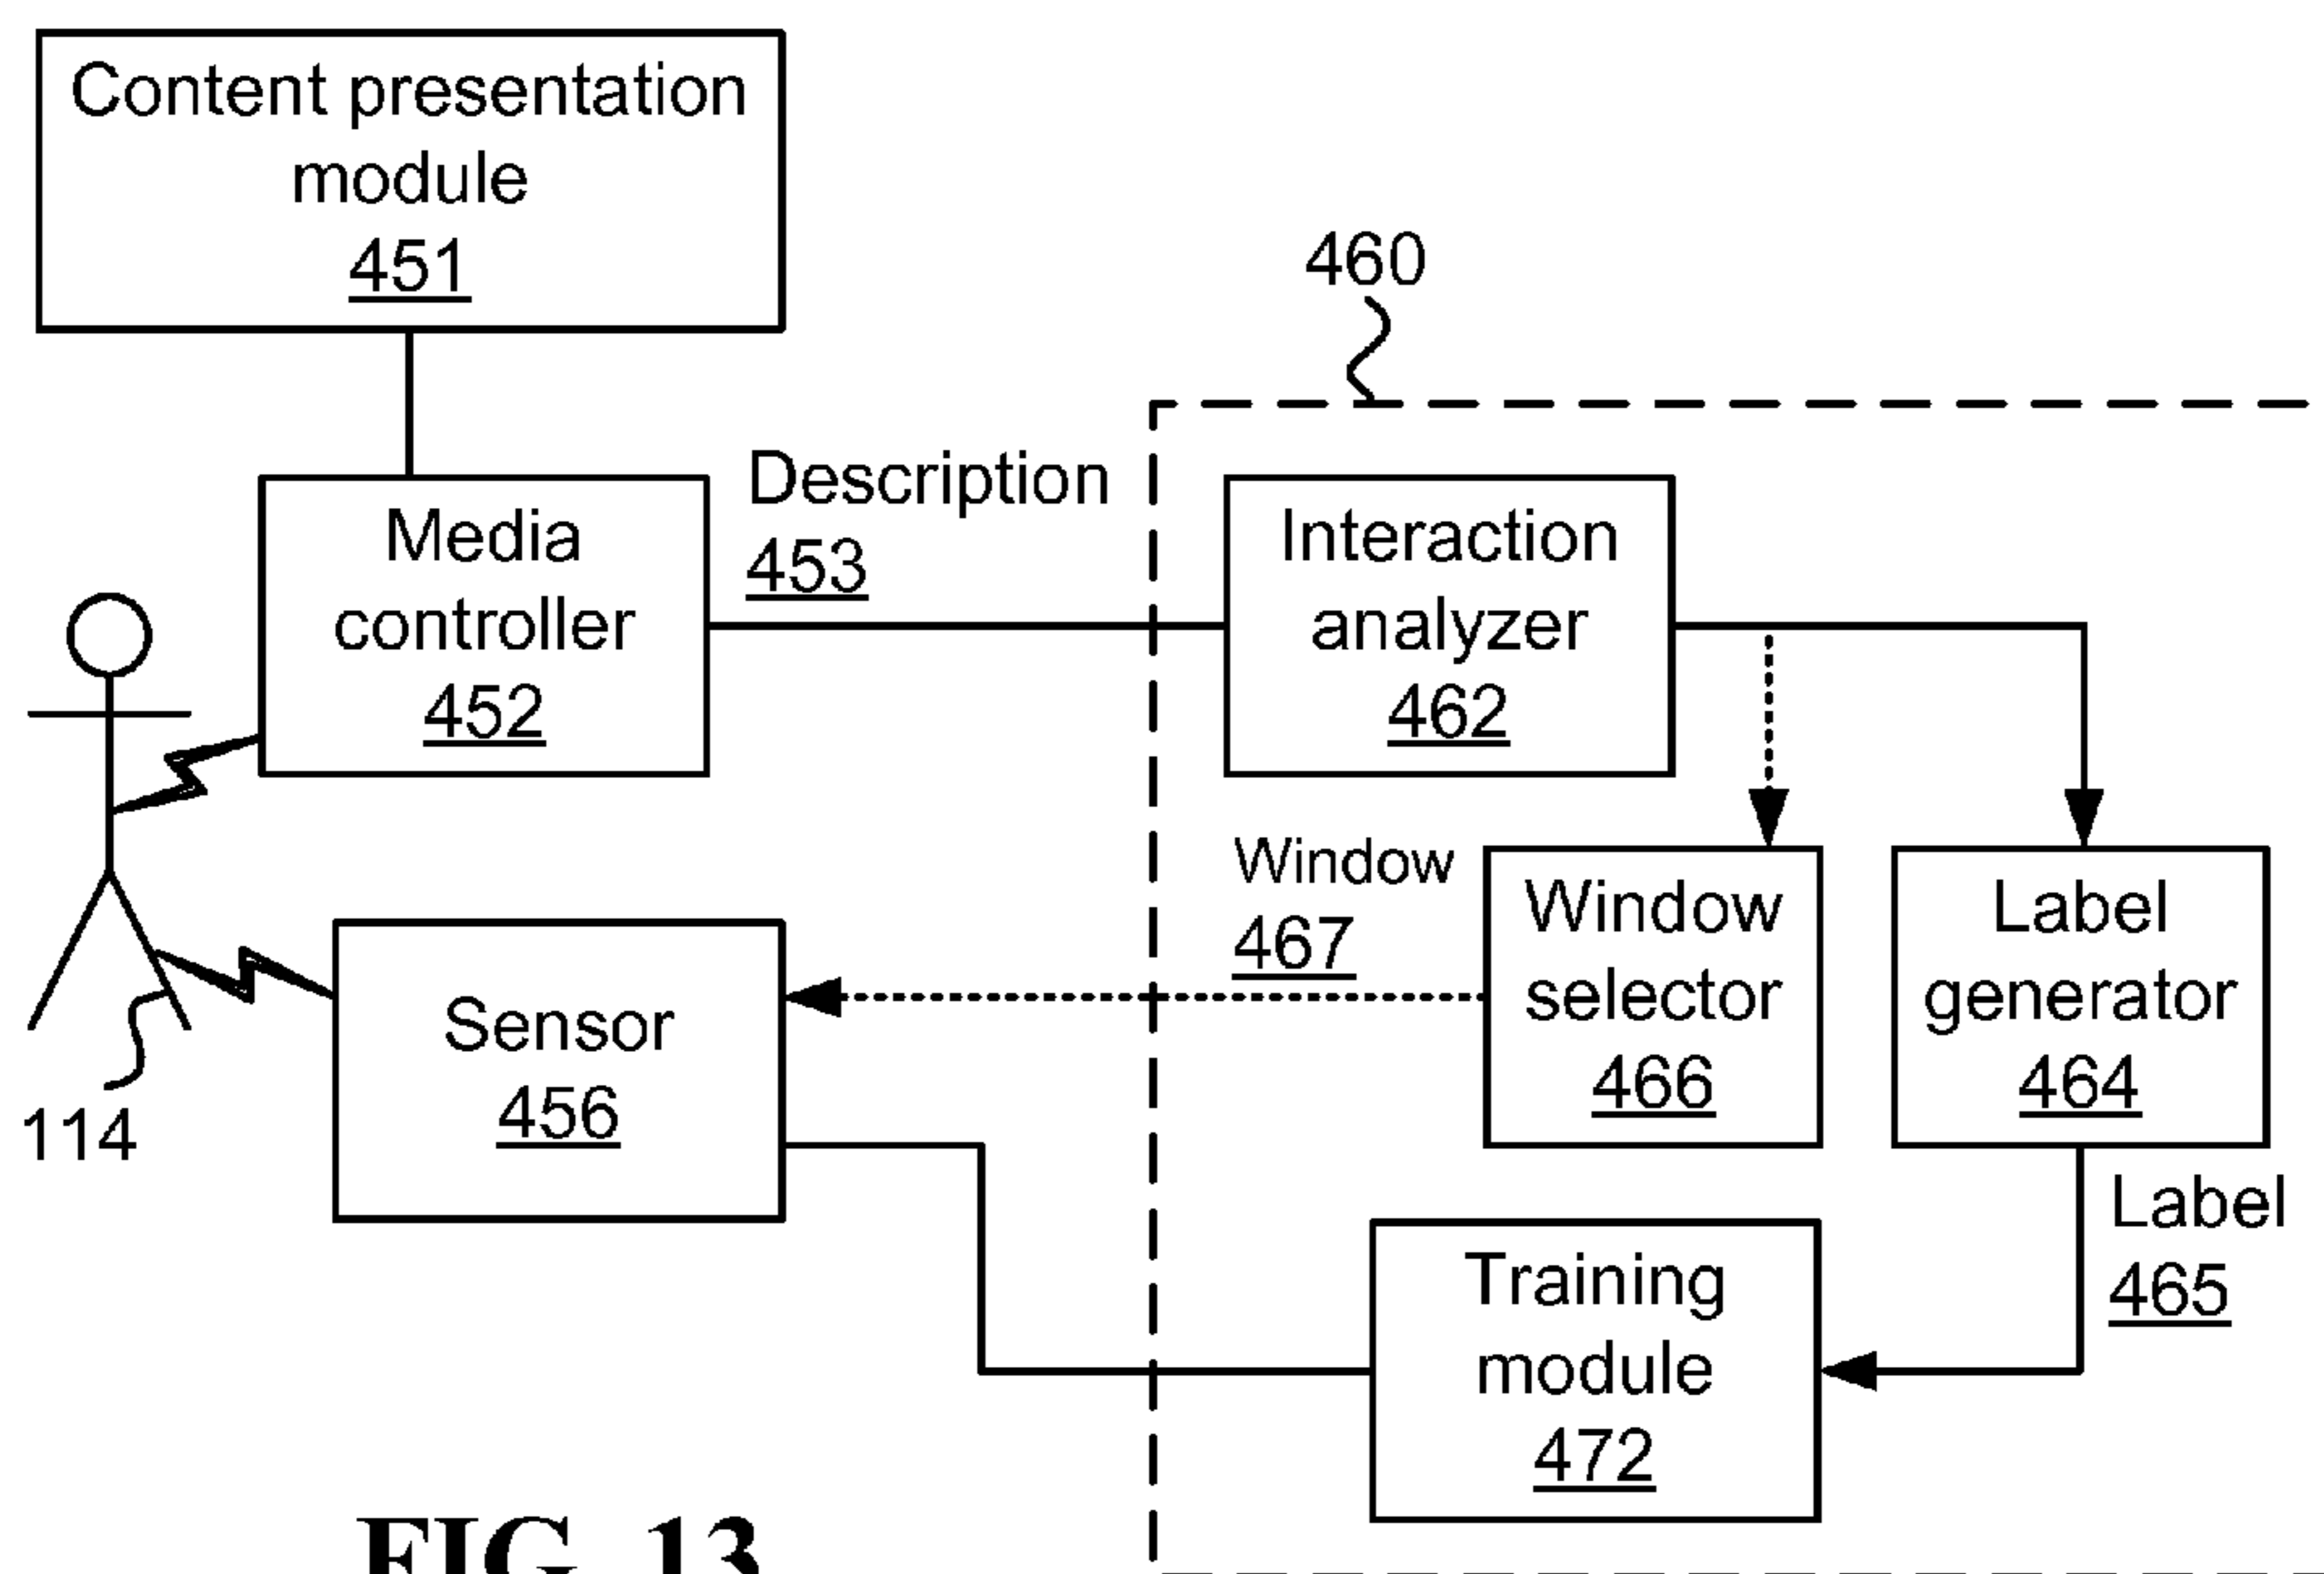 Content presentation
module
451
460
Description
453
Media
controller
452
Interaction
analyzer
462
Window
467
Window
selector
466
Label
generator
464
Sensor
456
114
Label
465
Training
module
472
FIG. 13